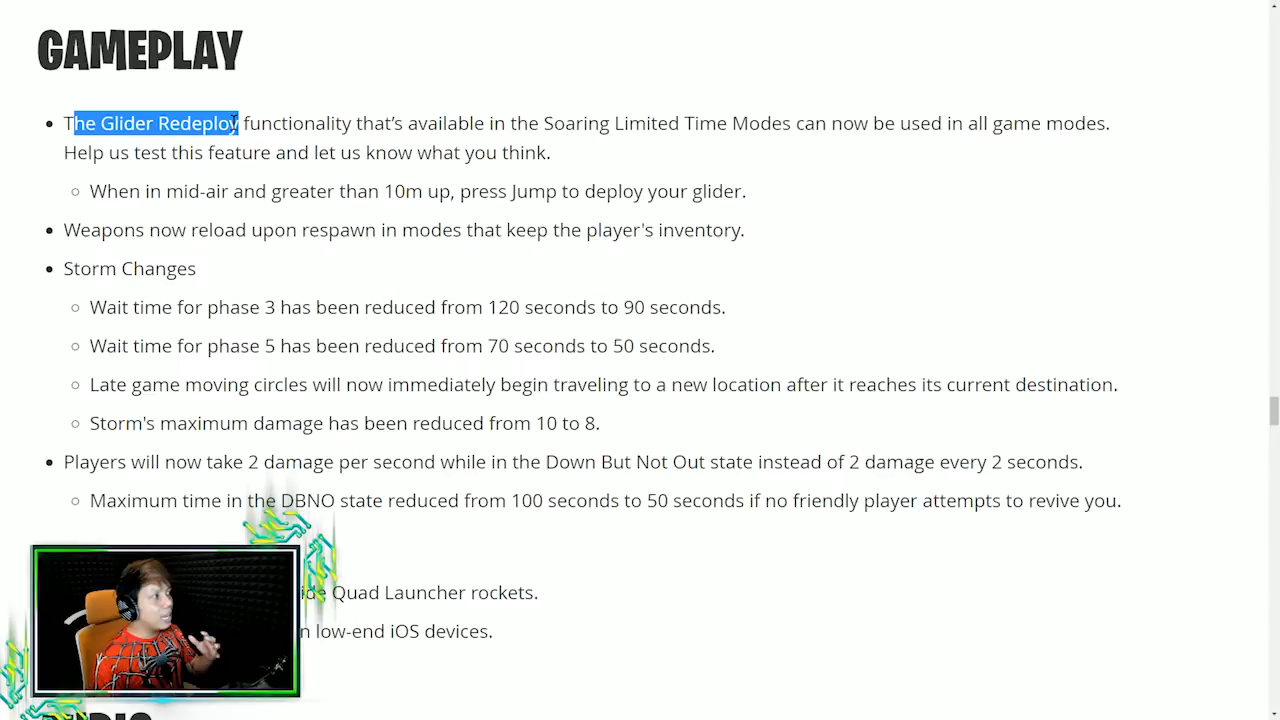 GAMEPLAY
The Glider Redeploy functionality that’s available in the Soaring Limited Time Modes can now be used in all game modes.
Help us test this feature and let us know what you think.
When in mid-air and greater than 10m up, press Jump to deploy your glider.
Weapons now reload upon respawn in modes that keep the player's inventory.
Storm Changes
Wait time for phase 3 has been reduced from 120 seconds to 90 seconds.
Wait time for phase 5 has been reduced from 70 seconds to 50 seconds.
Late game moving circles will now immediately begin traveling to a new location after it reaches its current destination.
Storm's maximum damage has been reduced from 10 to 8.
Players will now take 2 damage per second while in the Down But Not Out state instead of 2 damage every 2 seconds.
Maximum time in the DBNO state reduced from 100 seconds to 50 seconds if no friendly player attempts to revive you.
Quad Launcher rockets.
low-end iOS devices.